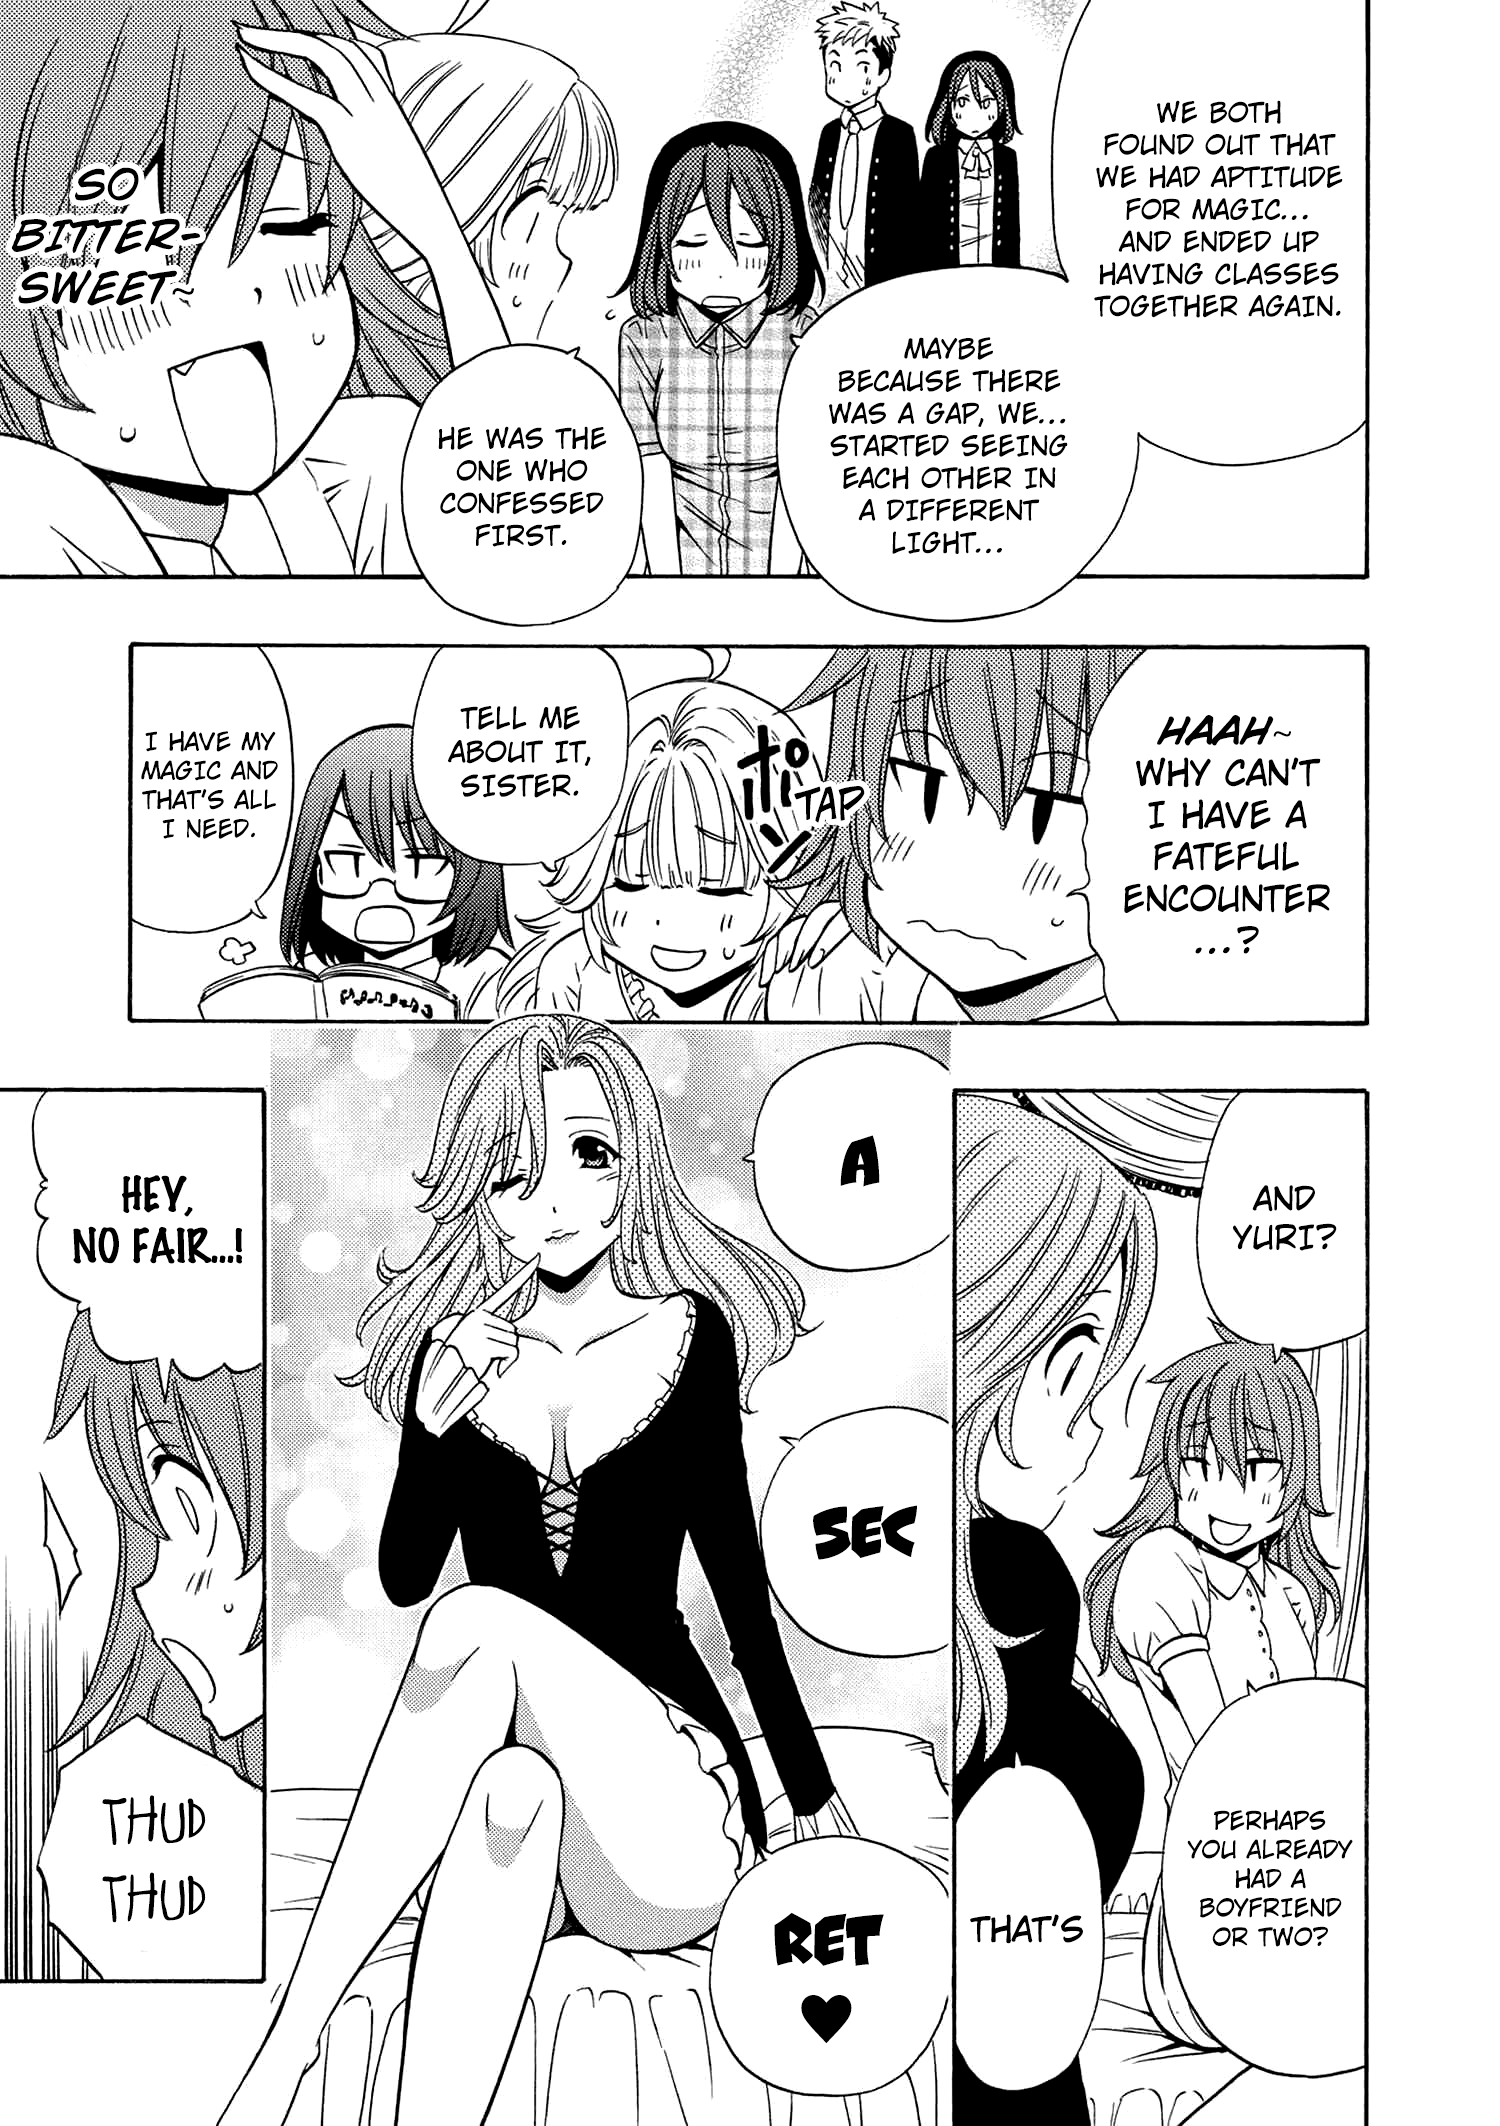 WE BOTH
FOUND OUT THAT
WE HAD APTITUDE
FOR MAGIC...
...AND ENDED UP
HAVING CLASSES
TOGETHER AGAIN.
MAYBE
BECAUSE THERE
WAS A GAP, WE...
STARTED SEEING
EACH OTHER IN
A DIFFERENT
LIGHT...
HE WAS THE
ONE WHO
CONFESSED
FIRST.
SO
BITTER-
SWEET~
HAAH~
WHY CAN'T
I HAVE A
FATEFUL
ENCOUNTER
...?
ポン
TAP
TELL ME
ABOUT IT,
SISTER.
I HAVE MY
MAGIC AND
THAT'S ALL
I NEED.
AND
YURI?
PERHAPS
YOU ALREADY
HAD A
BOYFRIEND
OR TWO?
THAT'S
A
SEC
RET
♥
HEY,
NO FAIR...!
THUD
THUD